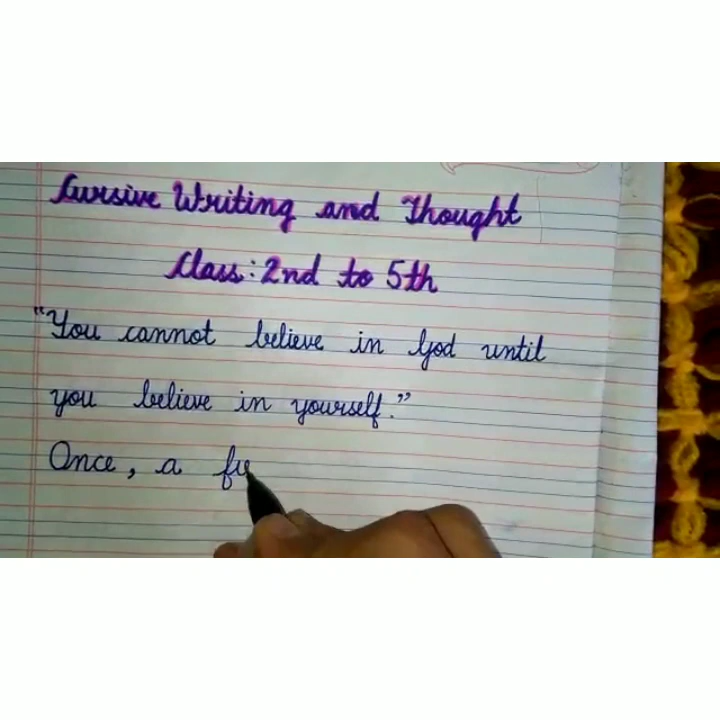 Cursive Writing and Thought
Class: 2nd to 5th
"You cannot believe in God until
you believe in yourself."
Once, a